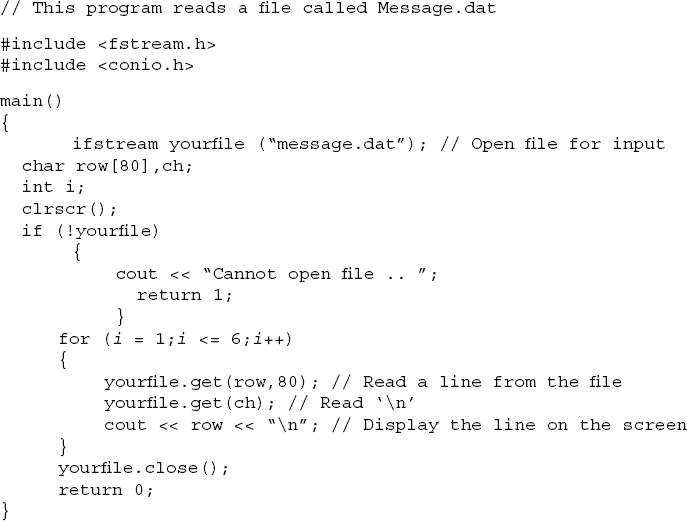 // This program reads a file called Message.dat
#include <fstream.h>
#include <conio.h>
main()
{
ifstream yourfile (“message.dat”); // Open file for input
char row[80],ch;
int i;
clrscr();
if (!yourfile)
{
cout << “Cannot open file .. ”;
return 1;
}
for (i = 1;i <= 6;i++)
{
yourfile.get(row,80); // Read a line from the file
yourfile.get(ch); // Read ‘\n’
cout << row << “\n”; // Display the line on the screen
}
yourfile.close();
return 0;
}